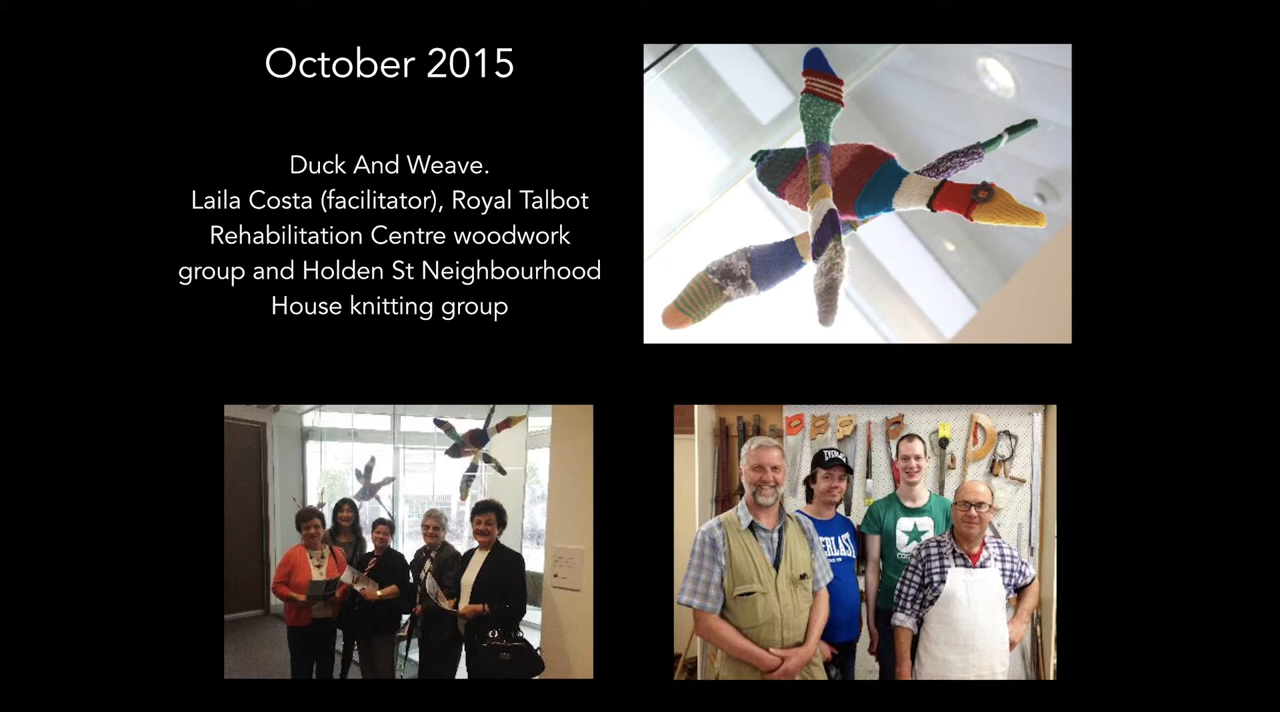 October 2015
Duck And Weave.
Laila Costa (facilitator), Royal Talbot
Rehabilitation Centre woodwork
group and Holden St Neighbourhood
House knitting group